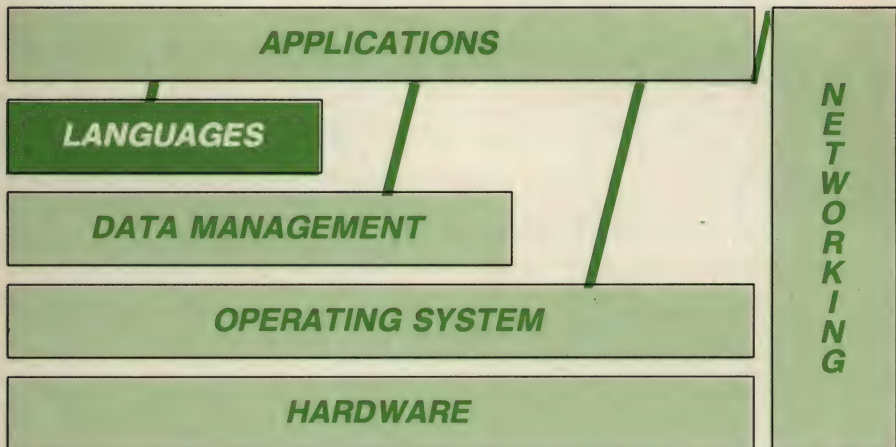 APPLICATIONS
LANGUAGES
DATA MANAGEMENT
OPERATING SYSTEM
HARDWARE
NETWORKING